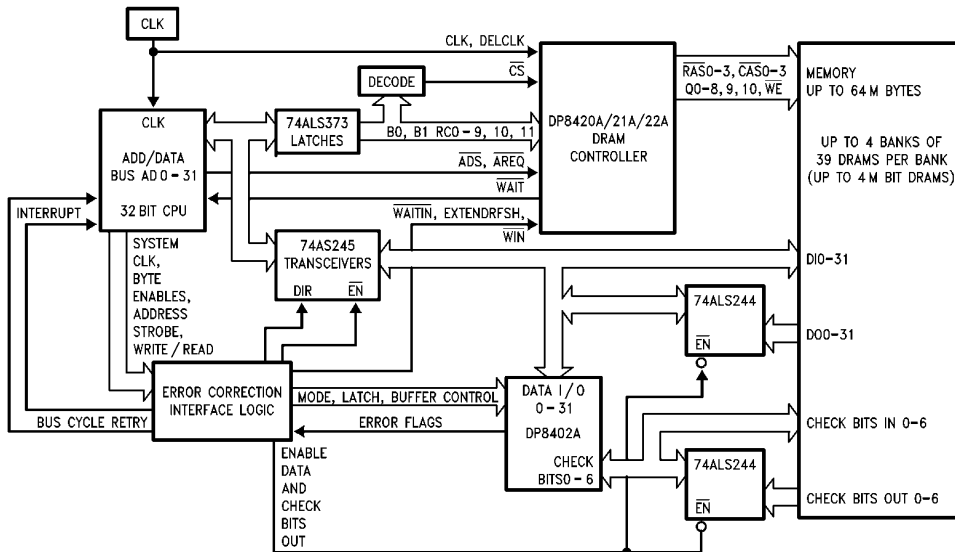 CLK
CLK, DELCLK
CS
DECODE
RAS0-3, CAS0-3
Q0-8, 9, 10, WE
MEMORY
UP TO 64 M BYTES
UP TO 4 BANKS OF
39 DRAMS PER BANK
(UP TO 4 M BIT DRAMS)
CLK
ADD/DATA
BUS AD 0-31
32 BIT CPU
74ALS373
LATCHES
B0, B1 RC0-9, 10, 11
DP8420A/21A/22A
DRAM
CONTROLLER
ADS, AREQ
WAIT
INTERRUPT
WAITIN, EXTENDRFSH,
WIN
SYSTEM
CLK,
BYTE
ENABLES,
ADDRESS
STROBE,
WRITE/READ
74AS245
TRANSCEIVERS
DIR
EN
DI0-31
74ALS244
EN
DO0-31
ERROR CORRECTION
INTERFACE LOGIC
MODE, LATCH, BUFFER CONTROL
DATA I/O
0-31
DP8402A
CHECK
BITS0-6
BUS CYCLE RETRY
ERROR FLAGS
CHECK BITS IN 0-6
ENABLE
DATA
AND
CHECK
BITS
OUT
74ALS244
EN
CHECK BITS OUT 0-6